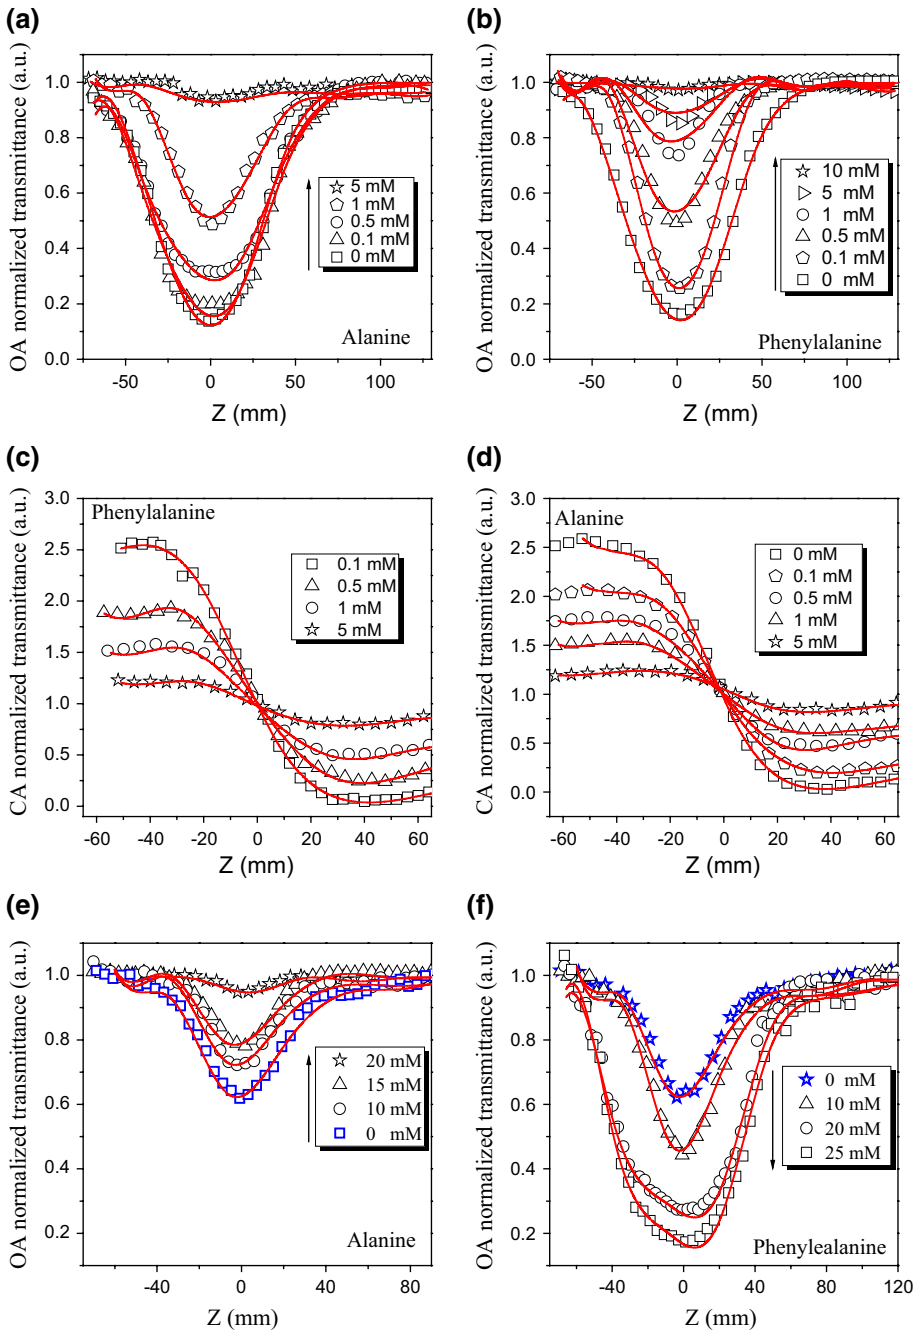 (a)
OA normalized transmittance (a.u.)
1.0
0.8
0.6
0.4
0.2
0.0
5 mM
1 mM
0.5 mM
0.1 mM
0 mM
Alanine
-50
0
50
100
Z (mm)
(b)
OA normalized transmittance (a.u.)
1.0
0.8
0.6
0.4
0.2
0.0
10 mM
5 mM
1 mM
0.5 mM
0.1 mM
0 mM
Phenylalanine
-50
0
50
100
Z (mm)
(c)
CA normalized transmittance (a.u.)
3.0
2.5
2.0
1.5
1.0
0.5
0.0
Phenylalanine
0.1 mM
0.5 mM
1 mM
5 mM
-60
-40
-20
0
20
40
60
Z (mm)
(d)
CA normalized transmittance (a.u.)
3.0
2.5
2.0
1.5
1.0
0.5
0.0
Alanine
0 mM
0.1 mM
0.5 mM
1 mM
5 mM
-60
-40
-20
0
20
40
60
Z (mm)
(e)
OA normalized transmittance (a.u.)
1.0
0.8
0.6
0.4
0.2
20 mM
15 mM
10 mM
0 mM
Alanine
-40
0
40
80
Z (mm)
(f)
OA normalized transmittance (a.u.)
1.0
0.8
0.6
0.4
0.2
0 mM
10 mM
20 mM
25 mM
Phenylealanine
-40
0
40
80
120
Z (mm)